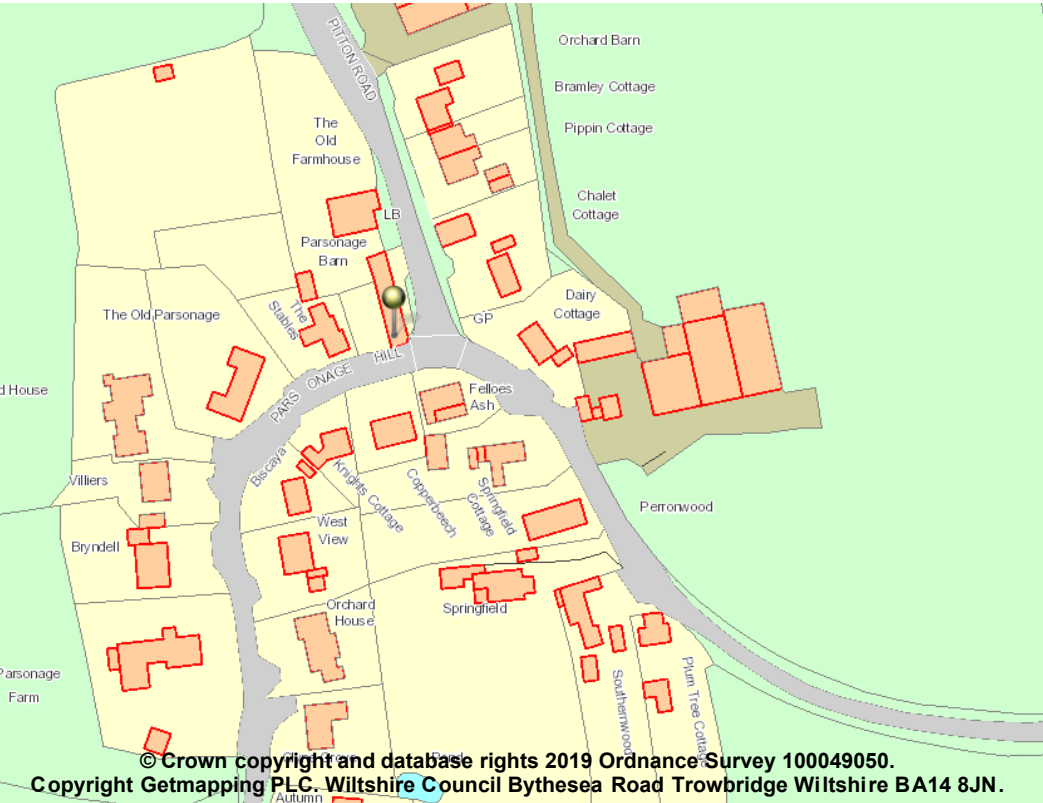 PITTON ROAD
Orchard Barn
Bramley Cottage
Pippin Cottage
The
Old
Farmhouse
Chalet
Cottage
LB
Parsonage
Barn
The
Stables
The Old Parsonage
Dairy
Cottage
GP
PARS ONAGE HILL
d House
Felloes
Ash
Biscaya
Knights Cottage
Copperbeech
Springfield
Cottage
Villiers
Perronwood
West
View
Bryndell
Orchard
House
Springfield
Parsonage
Farm
Southernwood
Plum Tree Cottage
Pond
© Crown copyright and database rights 2019 Ordnance Survey 100049050.
Copyright Getmapping PLC. Wiltshire Council Bythesea Road Trowbridge Wiltshire BA14 8JN.
Autumn